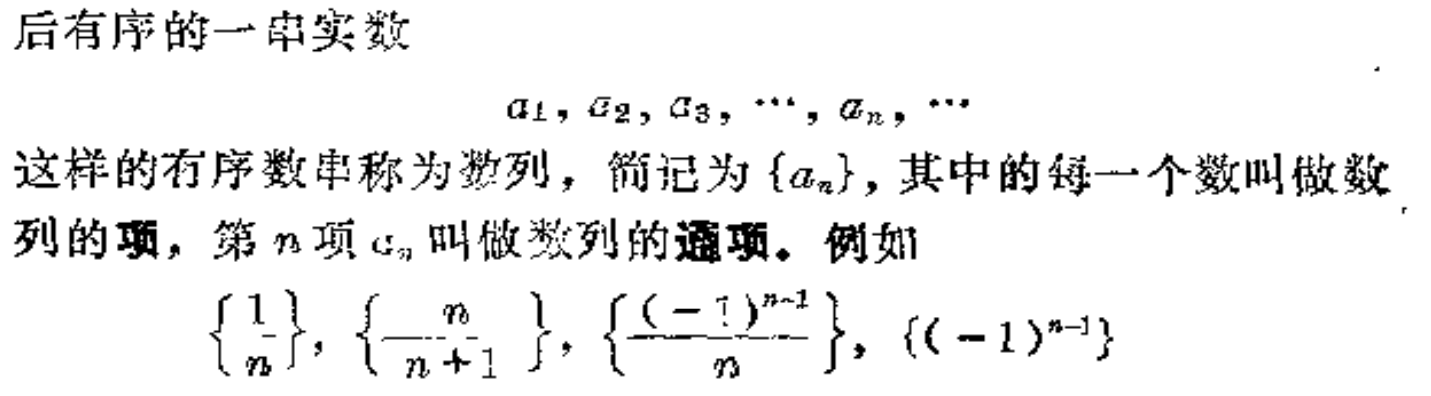 后有序的一串实数
a₁, a₂, a₃, ⋯, aₙ, ⋯
这样的有序数串称为数列，简记为 {aₙ}, 其中的每一个数叫做数
列的项，第 n 项 aₙ 叫做数列的通项。例如
{1/n}, {n/(n+1)}, {(-1)ⁿ⁻¹/n}, {(-1)ⁿ⁻¹}